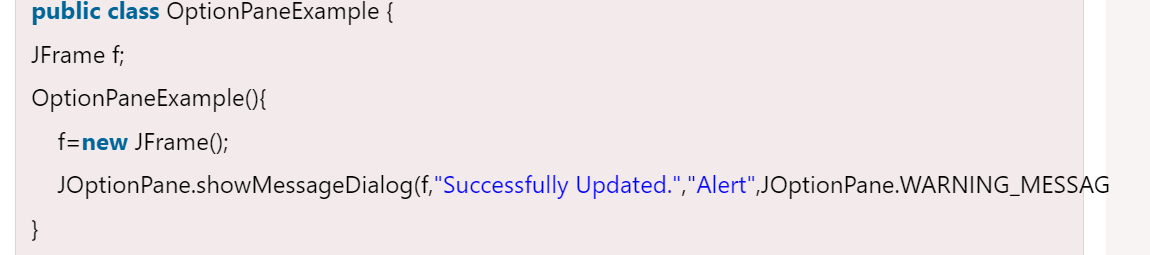 public class OptionPaneExample {
JFrame f;
OptionPaneExample(){
f=new JFrame();
JOptionPane.showMessageDialog(f,"Successfully Updated.","Alert",JOptionPane.WARNING_MESSAG
}